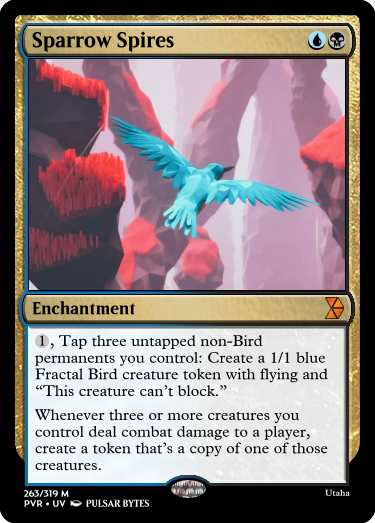 Sparrow Spires
Enchantment
1, Tap three untapped non-Bird
permanents you control: Create a 1/1 blue
Fractal Bird creature token with flying and
“This creature can’t block.”
Whenever three or more creatures you
control deal combat damage to a player,
create a token that’s a copy of one of those
creatures.
263/319 M
Utaha
PVR • UV PULSAR BYTES